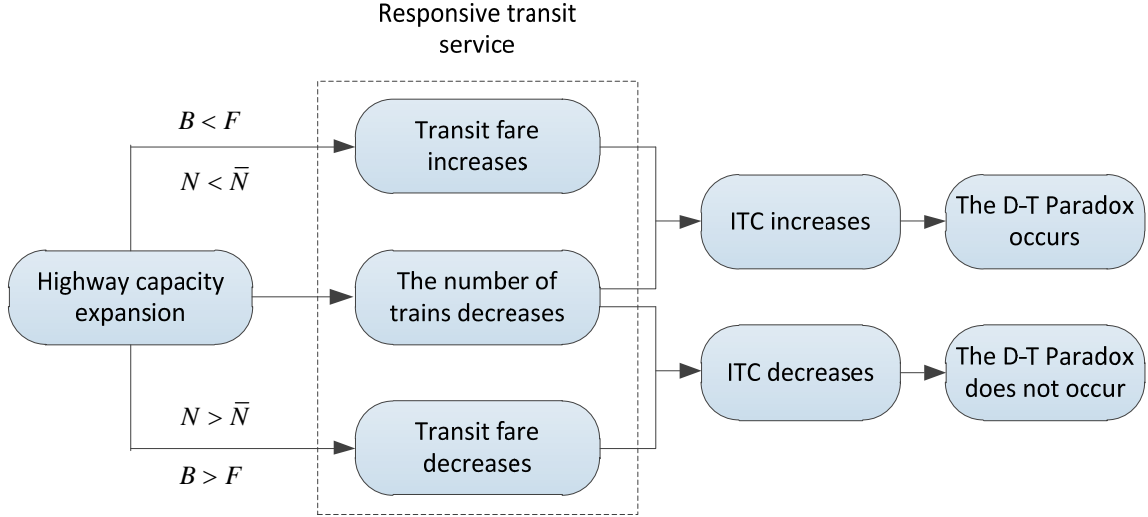 Responsive transit
service
B < F
N < N̅
Transit fare
increases
ITC increases
The D-T Paradox
occurs
Highway capacity
expansion
The number of
trains decreases
ITC decreases
The D-T Paradox
does not occur
N > N̅
B > F
Transit fare
decreases